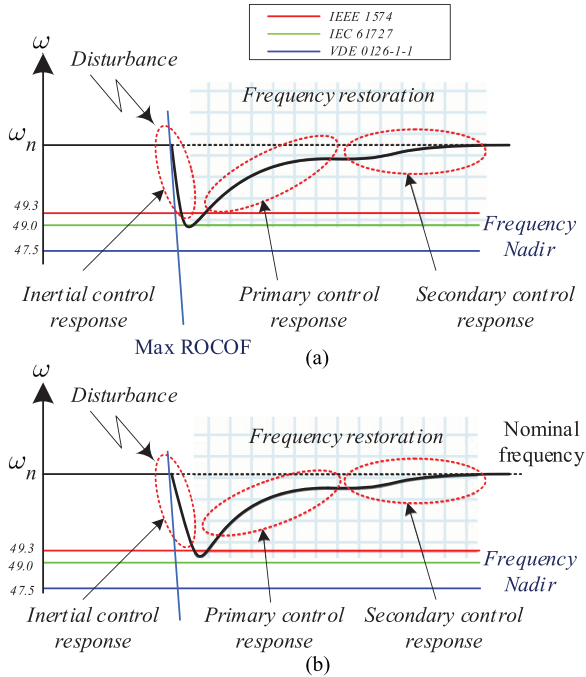 IEEE 1574
IEC 61727
VDE 0126-1-1
ω
Disturbance
Frequency restoration
ωn
49.3
49.0
47.5
Frequency
Nadir
Inertial control
response
Primary control
response
Secondary control
response
Max ROCOF
(a)
ω
Disturbance
Frequency restoration
Nominal
frequency
ωn
49.3
49.0
47.5
Frequency
Nadir
Inertial control
response
Primary control
response
Secondary control
response
(b)